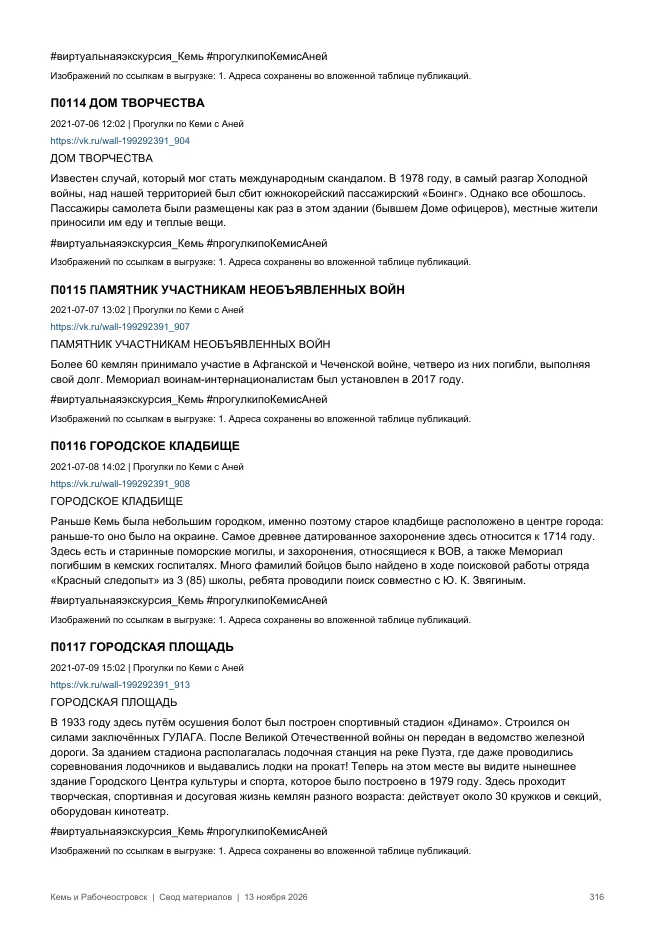 #виртуальнаяэкскурсия_Кемь #прогулкипоКемисАней
Изображений по ссылкам в выгрузке: 1. Адреса сохранены во вложенной таблице публикаций.
П0114 ДОМ ТВОРЧЕСТВА
2021-07-06 12:02 | Прогулки по Кеми с Аней
https://vk.ru/wall-199292391_904
ДОМ ТВОРЧЕСТВА
Известен случай, который мог стать международным скандалом. В 1978 году, в самый разгар Холодной
войны, над нашей территорией был сбит южнокорейский пассажирский «Боинг». Однако все обошлось.
Пассажиры самолета были размещены как раз в этом здании (бывшем Доме офицеров), местные жители
приносили им еду и теплые вещи.
#виртуальнаяэкскурсия_Кемь #прогулкипоКемисАней
Изображений по ссылкам в выгрузке: 1. Адреса сохранены во вложенной таблице публикаций.
П0115 ПАМЯТНИК УЧАСТНИКАМ НЕОБЪЯВЛЕННЫХ ВОЙН
2021-07-07 13:02 | Прогулки по Кеми с Аней
https://vk.ru/wall-199292391_907
ПАМЯТНИК УЧАСТНИКАМ НЕОБЪЯВЛЕННЫХ ВОЙН
Более 60 кемлян принимало участие в Афганской и Чеченской войне, четверо из них погибли, выполняя
свой долг. Мемориал воинам-интернационалистам был установлен в 2017 году.
#виртуальнаяэкскурсия_Кемь #прогулкипоКемисАней
Изображений по ссылкам в выгрузке: 1. Адреса сохранены во вложенной таблице публикаций.
П0116 ГОРОДСКОЕ КЛАДБИЩЕ
2021-07-08 14:02 | Прогулки по Кеми с Аней
https://vk.ru/wall-199292391_908
ГОРОДСКОЕ КЛАДБИЩЕ
Раньше Кемь была небольшим городком, именно поэтому старое кладбище расположено в центре города:
раньше-то оно было на окраине. Самое древнее датированное захоронение здесь относится к 1714 году.
Здесь есть и старинные поморские могилы, и захоронения, относящиеся к ВОВ, а также Мемориал
погибшим в кемских госпиталях. Много фамилий бойцов было найдено в ходе поисковой работы отряда
«Красный следопыт» из 3 (85) школы, ребята проводили поиск совместно с Ю. К. Звягиным.
#виртуальнаяэкскурсия_Кемь #прогулкипоКемисАней
Изображений по ссылкам в выгрузке: 1. Адреса сохранены во вложенной таблице публикаций.
П0117 ГОРОДСКАЯ ПЛОЩАДЬ
2021-07-09 15:02 | Прогулки по Кеми с Аней
https://vk.ru/wall-199292391_913
ГОРОДСКАЯ ПЛОЩАДЬ
В 1933 году здесь путём осушения болот был построен спортивный стадион «Динамо». Строился он
силами заключённых ГУЛАГА. После Великой Отечественной войны он передан в ведомство железной
дороги. За зданием стадиона располагалась лодочная станция на реке Пуэта, где даже проводились
соревнования лодочников и выдавались лодки на прокат! Теперь на этом месте вы видите нынешнее
здание Городского Центра культуры и спорта, которое было построено в 1979 году. Здесь проходит
творческая, спортивная и досуговая жизнь кемлян разного возраста: действует около 30 кружков и секций,
оборудован кинотеатр.
#виртуальнаяэкскурсия_Кемь #прогулкипоКемисАней
Изображений по ссылкам в выгрузке: 1. Адреса сохранены во вложенной таблице публикаций.
Кемь и Рабочеостровск | Свод материалов | 13 ноября 2026
316